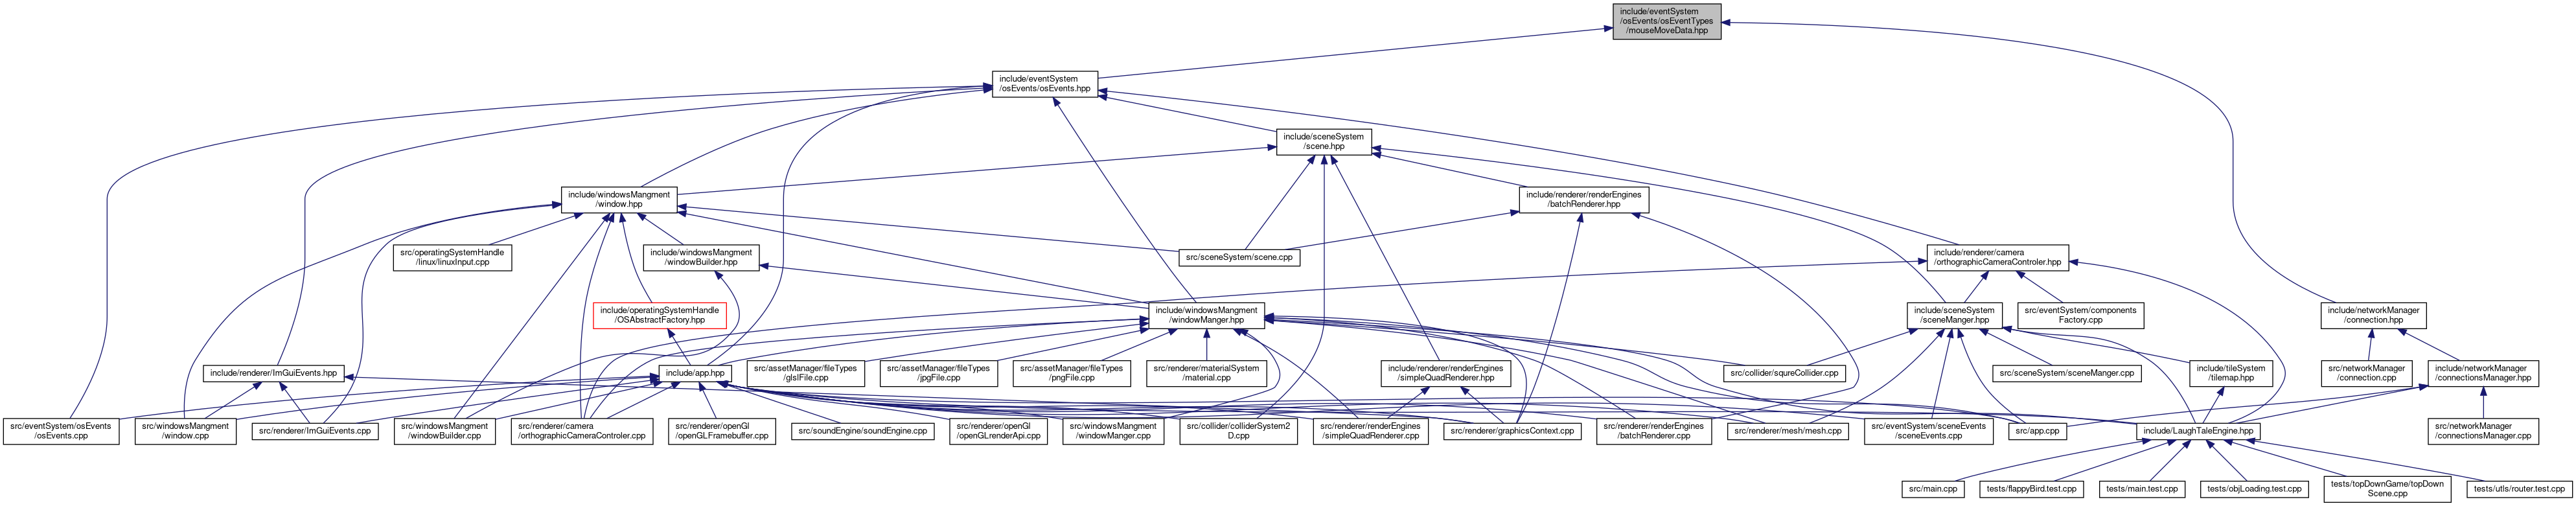 include/eventSystem
/osEvents/osEventTypes
/mouseMoveData.hpp
include/eventSystem
/osEvents/osEvents.hpp
include/sceneSystem
/scene.hpp
include/windowsMangment
/window.hpp
include/renderer/renderEngines
/batchRenderer.hpp
src/operatingSystemHandle
/linux/linuxInput.cpp
include/windowsMangment
/windowBuilder.hpp
src/sceneSystem/scene.cpp
include/renderer/camera
/orthographicCameraControler.hpp
include/operatingSystemHandle
/OSAbstractFactory.hpp
include/windowsMangment
/windowManger.hpp
include/sceneSystem
/sceneManger.hpp
src/eventSystem/components
Factory.cpp
include/networkManager
/connection.hpp
include/renderer/ImGuiEvents.hpp
include/app.hpp
src/assetManager/fileTypes
/glslFile.cpp
src/assetManager/fileTypes
/jpgFile.cpp
src/assetManager/fileTypes
/pngFile.cpp
src/renderer/materialSystem
/material.cpp
include/renderer/renderEngines
/simpleQuadRenderer.hpp
src/collider/squreCollider.cpp
src/sceneSystem/sceneManger.cpp
include/tileSystem
/tilemap.hpp
src/networkManager
/connection.cpp
include/networkManager
/connectionsManager.hpp
src/eventSystem/osEvents
/osEvents.cpp
src/windowsMangment
/window.cpp
src/renderer/ImGuiEvents.cpp
src/windowsMangment
/windowBuilder.cpp
src/renderer/camera
/orthographicCameraControler.cpp
src/renderer/openGl
/openGLFramebuffer.cpp
src/soundEngine/soundEngine.cpp
src/renderer/openGl
/openGLrenderApi.cpp
src/windowsMangment
/windowManger.cpp
src/collider/colliderSystem2
D.cpp
src/renderer/renderEngines
/simpleQuadRenderer.cpp
src/renderer/graphicsContext.cpp
src/renderer/renderEngines
/batchRenderer.cpp
src/renderer/mesh/mesh.cpp
src/eventSystem/sceneEvents
/sceneEvents.cpp
src/app.cpp
include/LaughTaleEngine.hpp
src/networkManager
/connectionsManager.cpp
src/main.cpp
tests/flappyBird.test.cpp
tests/main.test.cpp
tests/objLoading.test.cpp
tests/topDownGame/topDown
Scene.cpp
tests/utls/router.test.cpp